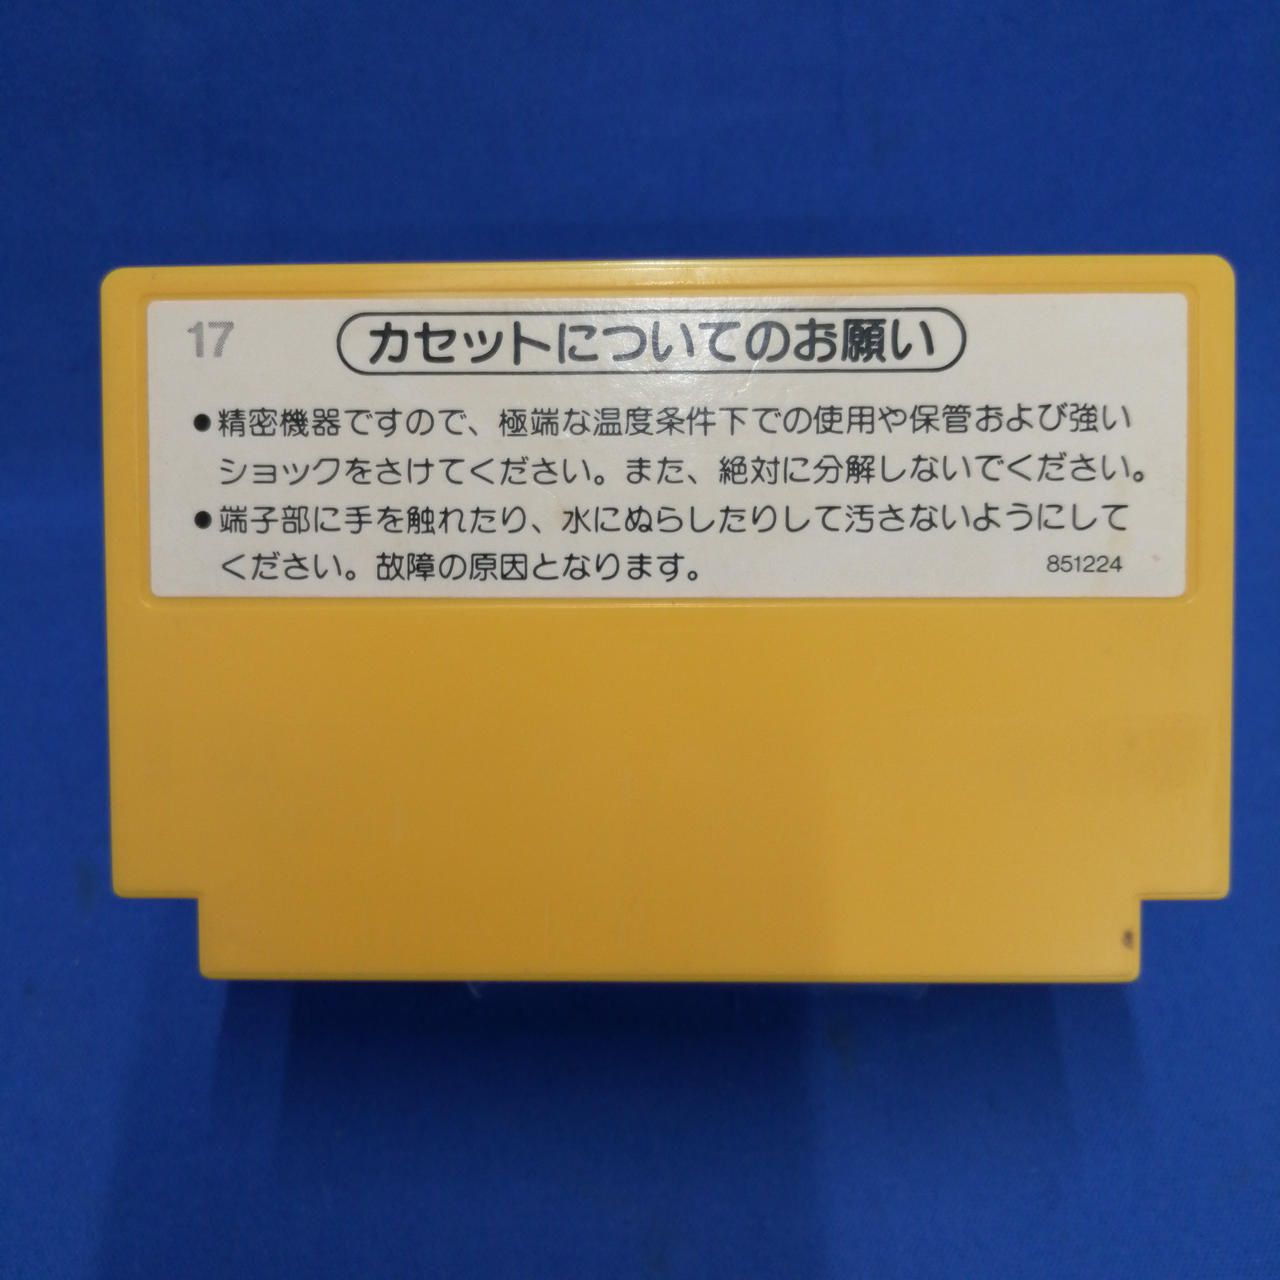 17
カセットについてのお願い
●精密機器ですので、極端な温度条件下での使用や保管および強い
ショックをさけてください。また、絶対に分解しないでください。
●端子部に手を触れたり、水にぬらしたりして汚さないようにして
ください。故障の原因となります。
851224